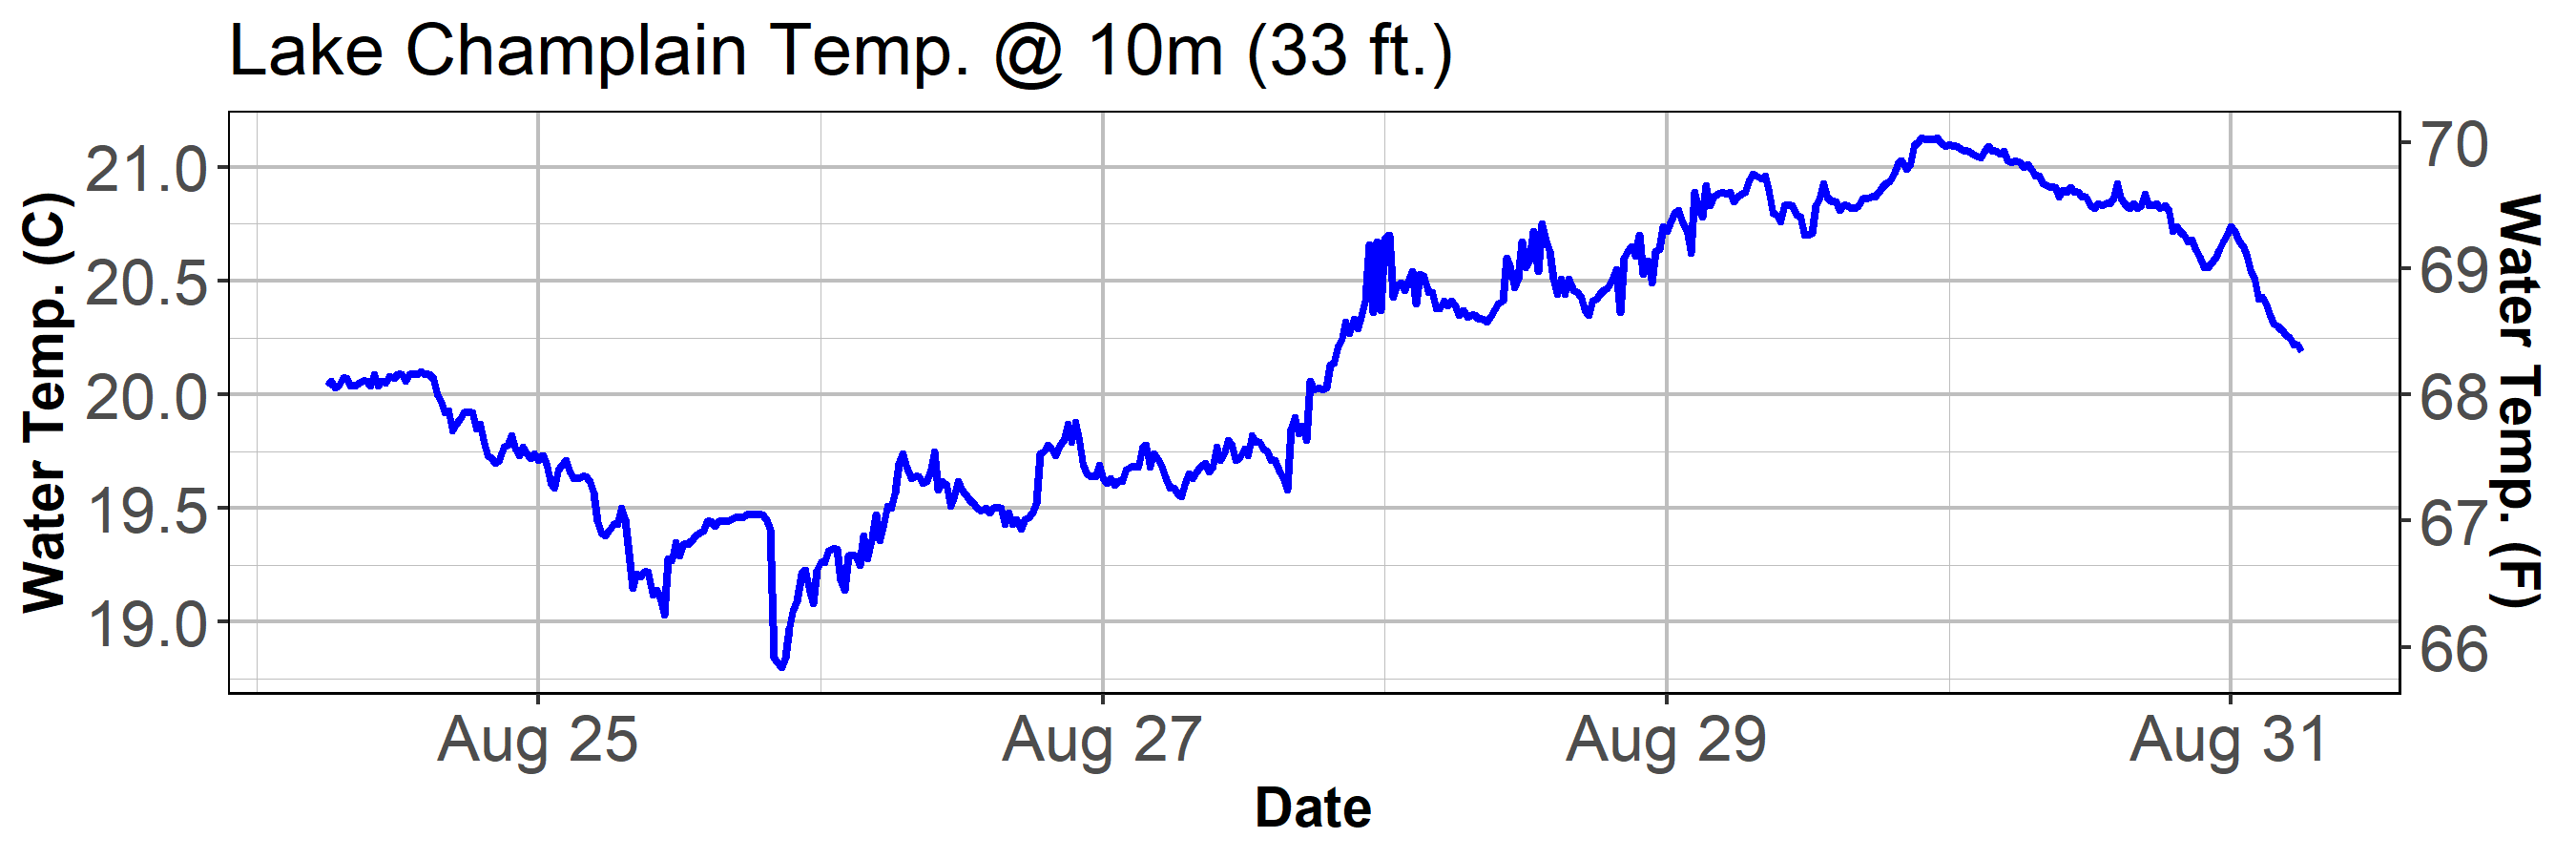 Lake Champlain Temp. @ 10m (33 ft.)
Water Temp. (C)
21.0
20.5
20.0
19.5
19.0
70
69
68
67
66
Water Temp. (F)
Aug 25 Aug 27 Aug 29 Aug 31
Date